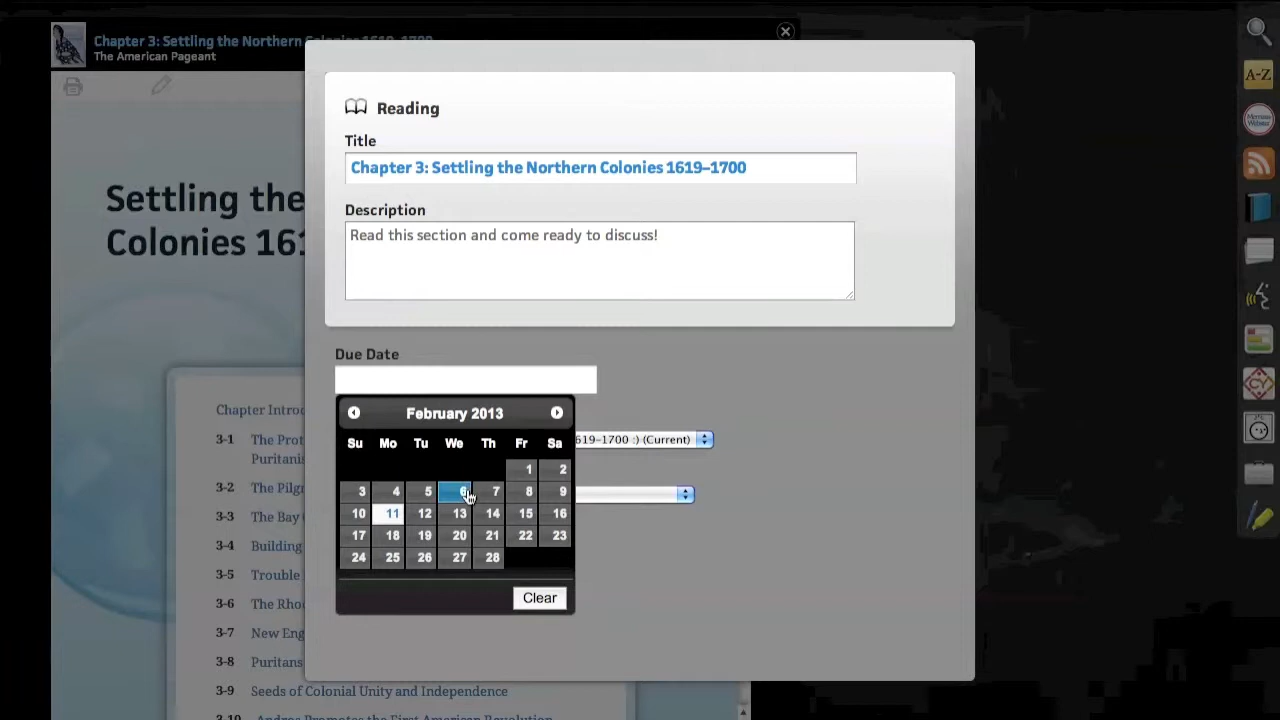 Chapter 3: Settling the Northern Colonies 1619–1700
The American Pageant
Settling the
Colonies 161
Reading
Title
Chapter 3: Settling the Northern Colonies 1619–1700
Description
Read this section and come ready to discuss!
Due Date
February 2013
Su Mo Tu We Th Fr Sa
1 2
3 4 5 6 7 8 9
10 11 12 13 14 15 16
17 18 19 20 21 22 23
24 25 26 27 28
Clear
619–1700 :) (Current)
Chapter Intro
3-1 The Prot
Puritanis
3-2 The Pilgr
3-3 The Bay
3-4 Building
3-5 Trouble
3-6 The Rho
3-7 New Eng
3-8 Puritans
3-9 Seeds of Colonial Unity and Independence
3-10 Andros Promotes the First American Revolution
A-Z
Merriam
Webster